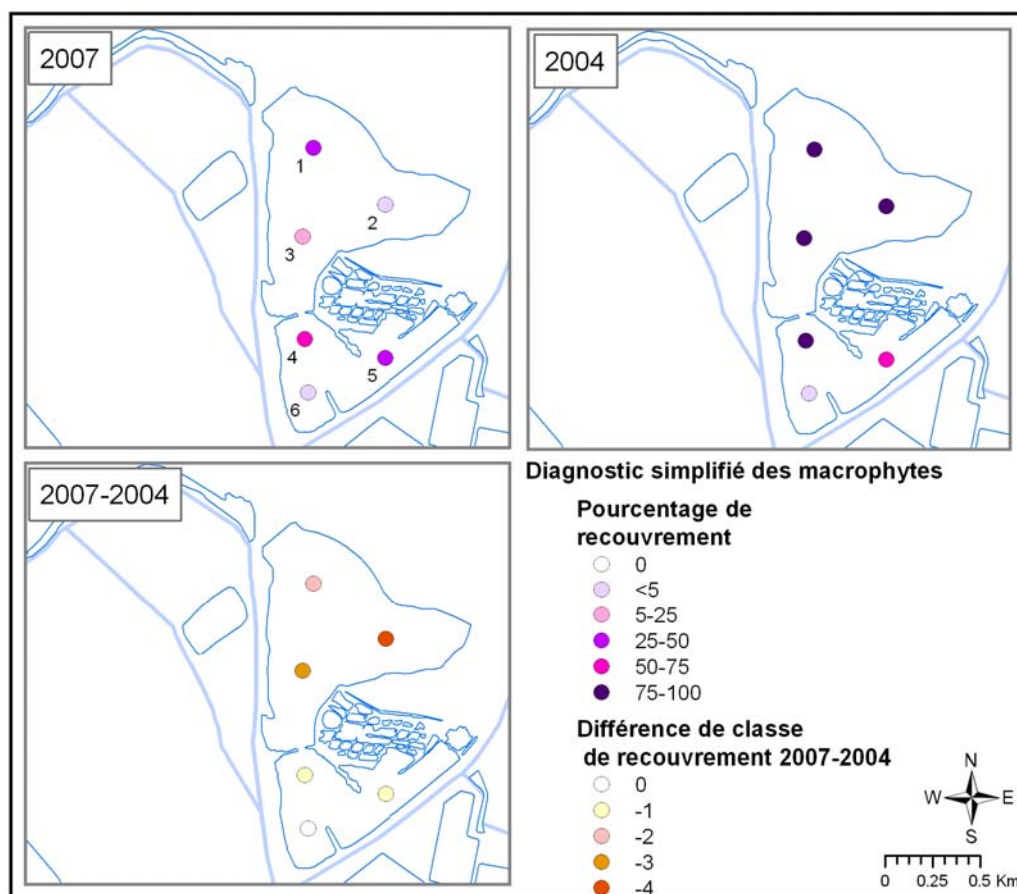 2007
1
2
3
4
5
6
2004
2007-2004
Diagnostic simplifié des macrophytes
Pourcentage de
recouvrement
0
<5
5-25
25-50
50-75
75-100
Différence de classe
de recouvrement 2007-2004
0
-1
-2
-3
-4
N
W E
S
0 0.25 0.5 Km